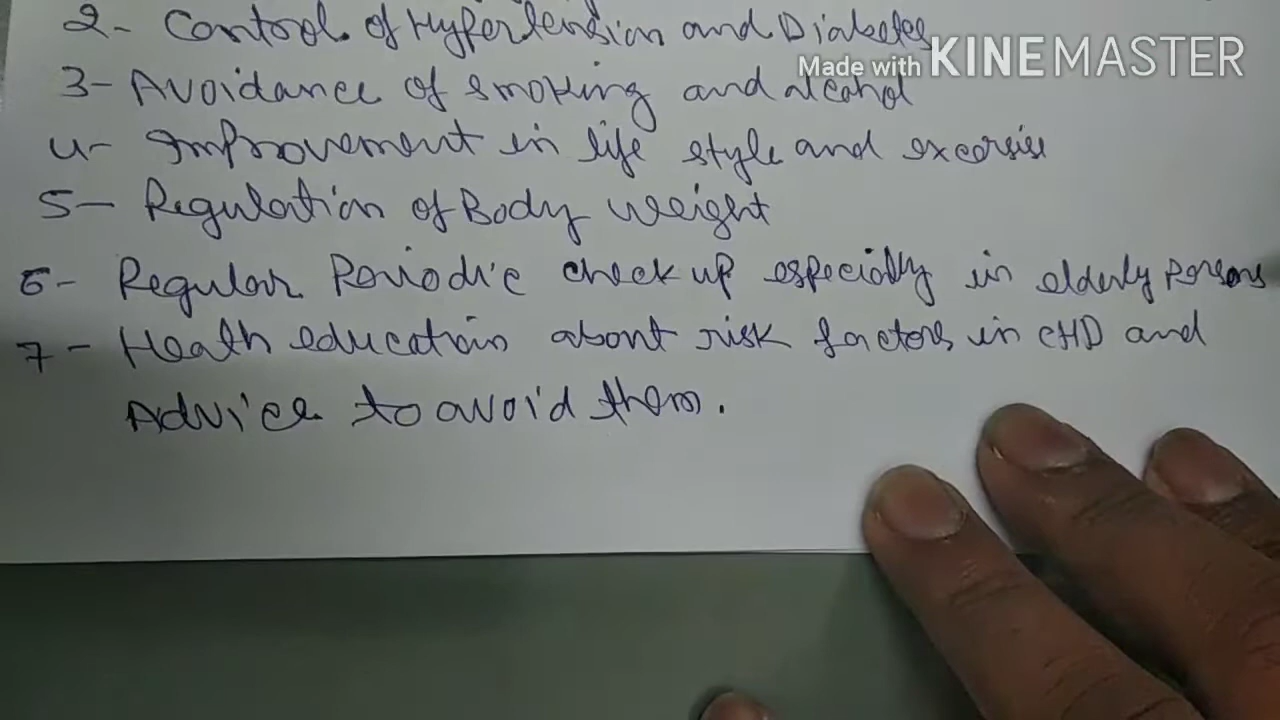 2- Control of Hypertension and Diabetes
Made with KINEMASTER
3- Avoidance of smoking and alcohol
4- Improvement in life style and excersise
5- Regulation of Body weight
6- Regular Periodic check up especially in elderly persons
7- Heath education about risk factors in CHD and
Advice to avoid them.